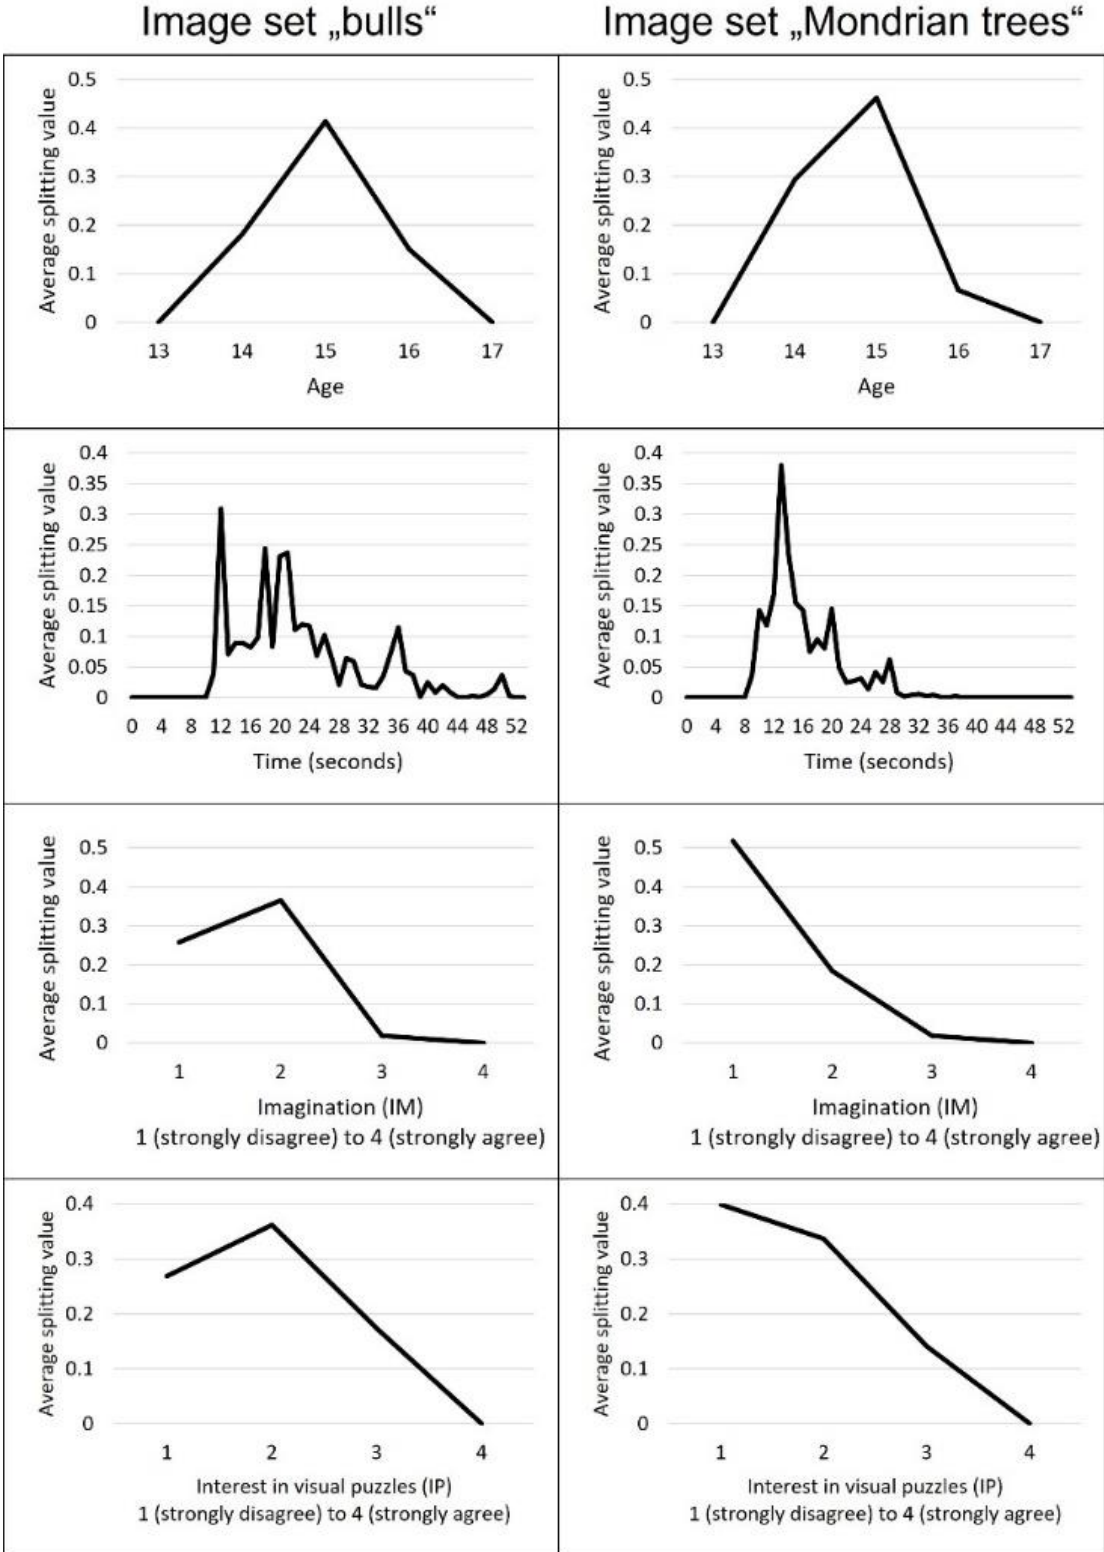 Image set „bulls“
Image set „Mondrian trees“
Average splitting value
0.5
0.4
0.3
0.2
0.1
0
13 14 15 16 17
Age
Average splitting value
0.5
0.4
0.3
0.2
0.1
0
13 14 15 16 17
Age
Average splitting value
0.4
0.35
0.3
0.25
0.2
0.15
0.1
0.05
0
0 4 8 12 16 20 24 28 32 36 40 44 48 52
Time (seconds)
Average splitting value
0.4
0.35
0.3
0.25
0.2
0.15
0.1
0.05
0
0 4 8 12 16 20 24 28 32 36 40 44 48 52
Time (seconds)
Average splitting value
0.5
0.4
0.3
0.2
0.1
0
1 2 3 4
Imagination (IM)
1 (strongly disagree) to 4 (strongly agree)
Average splitting value
0.5
0.4
0.3
0.2
0.1
0
1 2 3 4
Imagination (IM)
1 (strongly disagree) to 4 (strongly agree)
Average splitting value
0.4
0.3
0.2
0.1
0
1 2 3 4
Interest in visual puzzles (IP)
1 (strongly disagree) to 4 (strongly agree)
Average splitting value
0.4
0.3
0.2
0.1
0
1 2 3 4
Interest in visual puzzles (IP)
1 (strongly disagree) to 4 (strongly agree)